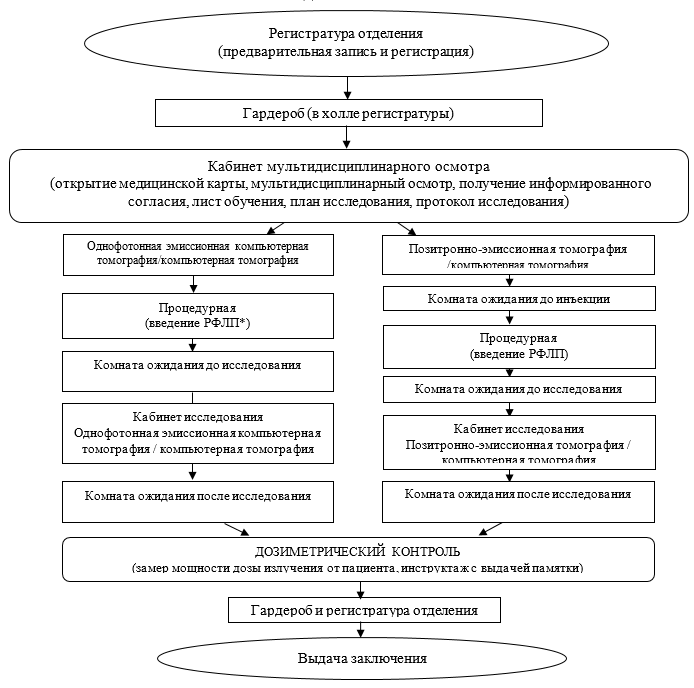 Регистратура отделения
(предварительная запись и регистрация)
Гардероб (в холле регистратуры)
Кабинет мультидисциплинарного осмотра
(открытие медицинской карты, мультидисциплинарный осмотр, получение информированного
согласия, лист обучения, план исследования, протокол исследования)
Однофотонная эмиссионная компьютерная
томография/компьютерная томография
Процедурная
(введение РФЛП*)
Комната ожидания до исследования
Кабинет исследования
Однофотонная эмиссионная компьютерная
томография / компьютерная томография
Комната ожидания после исследования
Позитронно-эмиссионная томография
/компьютерная томография
Комната ожидания до инъекции
Процедурная
(введение РФЛП)
Комната ожидания до исследования
Кабинет исследования
Позитронно-эмиссионная томография /
компьютерная томография
Комната ожидания после исследования
ДОЗИМЕТРИЧЕСКИЙ КОНТРОЛЬ
(замер мощности дозы излучения от пациента, инструктаж с выдачей памятки)
Гардероб и регистратура отделения
Выдача заключения